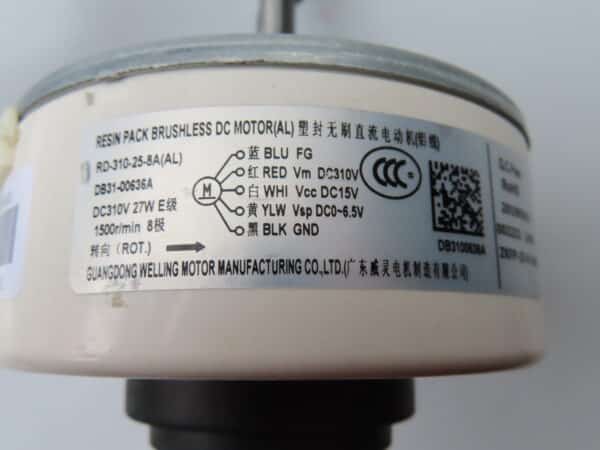 RESIN PACK BRUSHLESS DC MOTOR(AL) 塑封无刷直流电动机(铝线)
RD-310-25-8A(AL)
DB31-00636A
DC310V 27W E级
1500r/min 8极
转向 (ROT.)
M
蓝 BLU FG
红 RED Vm DC310V
白 WHI Vcc DC15V
黄 YLW Vsp DC0~6.5V
黑 BLK GND
CCC
DB3100636A
GUANGDONG WELLING MOTOR MANUFACTURING CO.,LTD.(广东威灵电机制造有限公司)